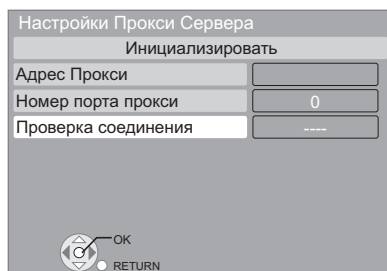 Настройки Прокси Сервера
Инициализировать
Адрес Прокси
Номер порта прокси 0
Проверка соединения ----
OK
RETURN